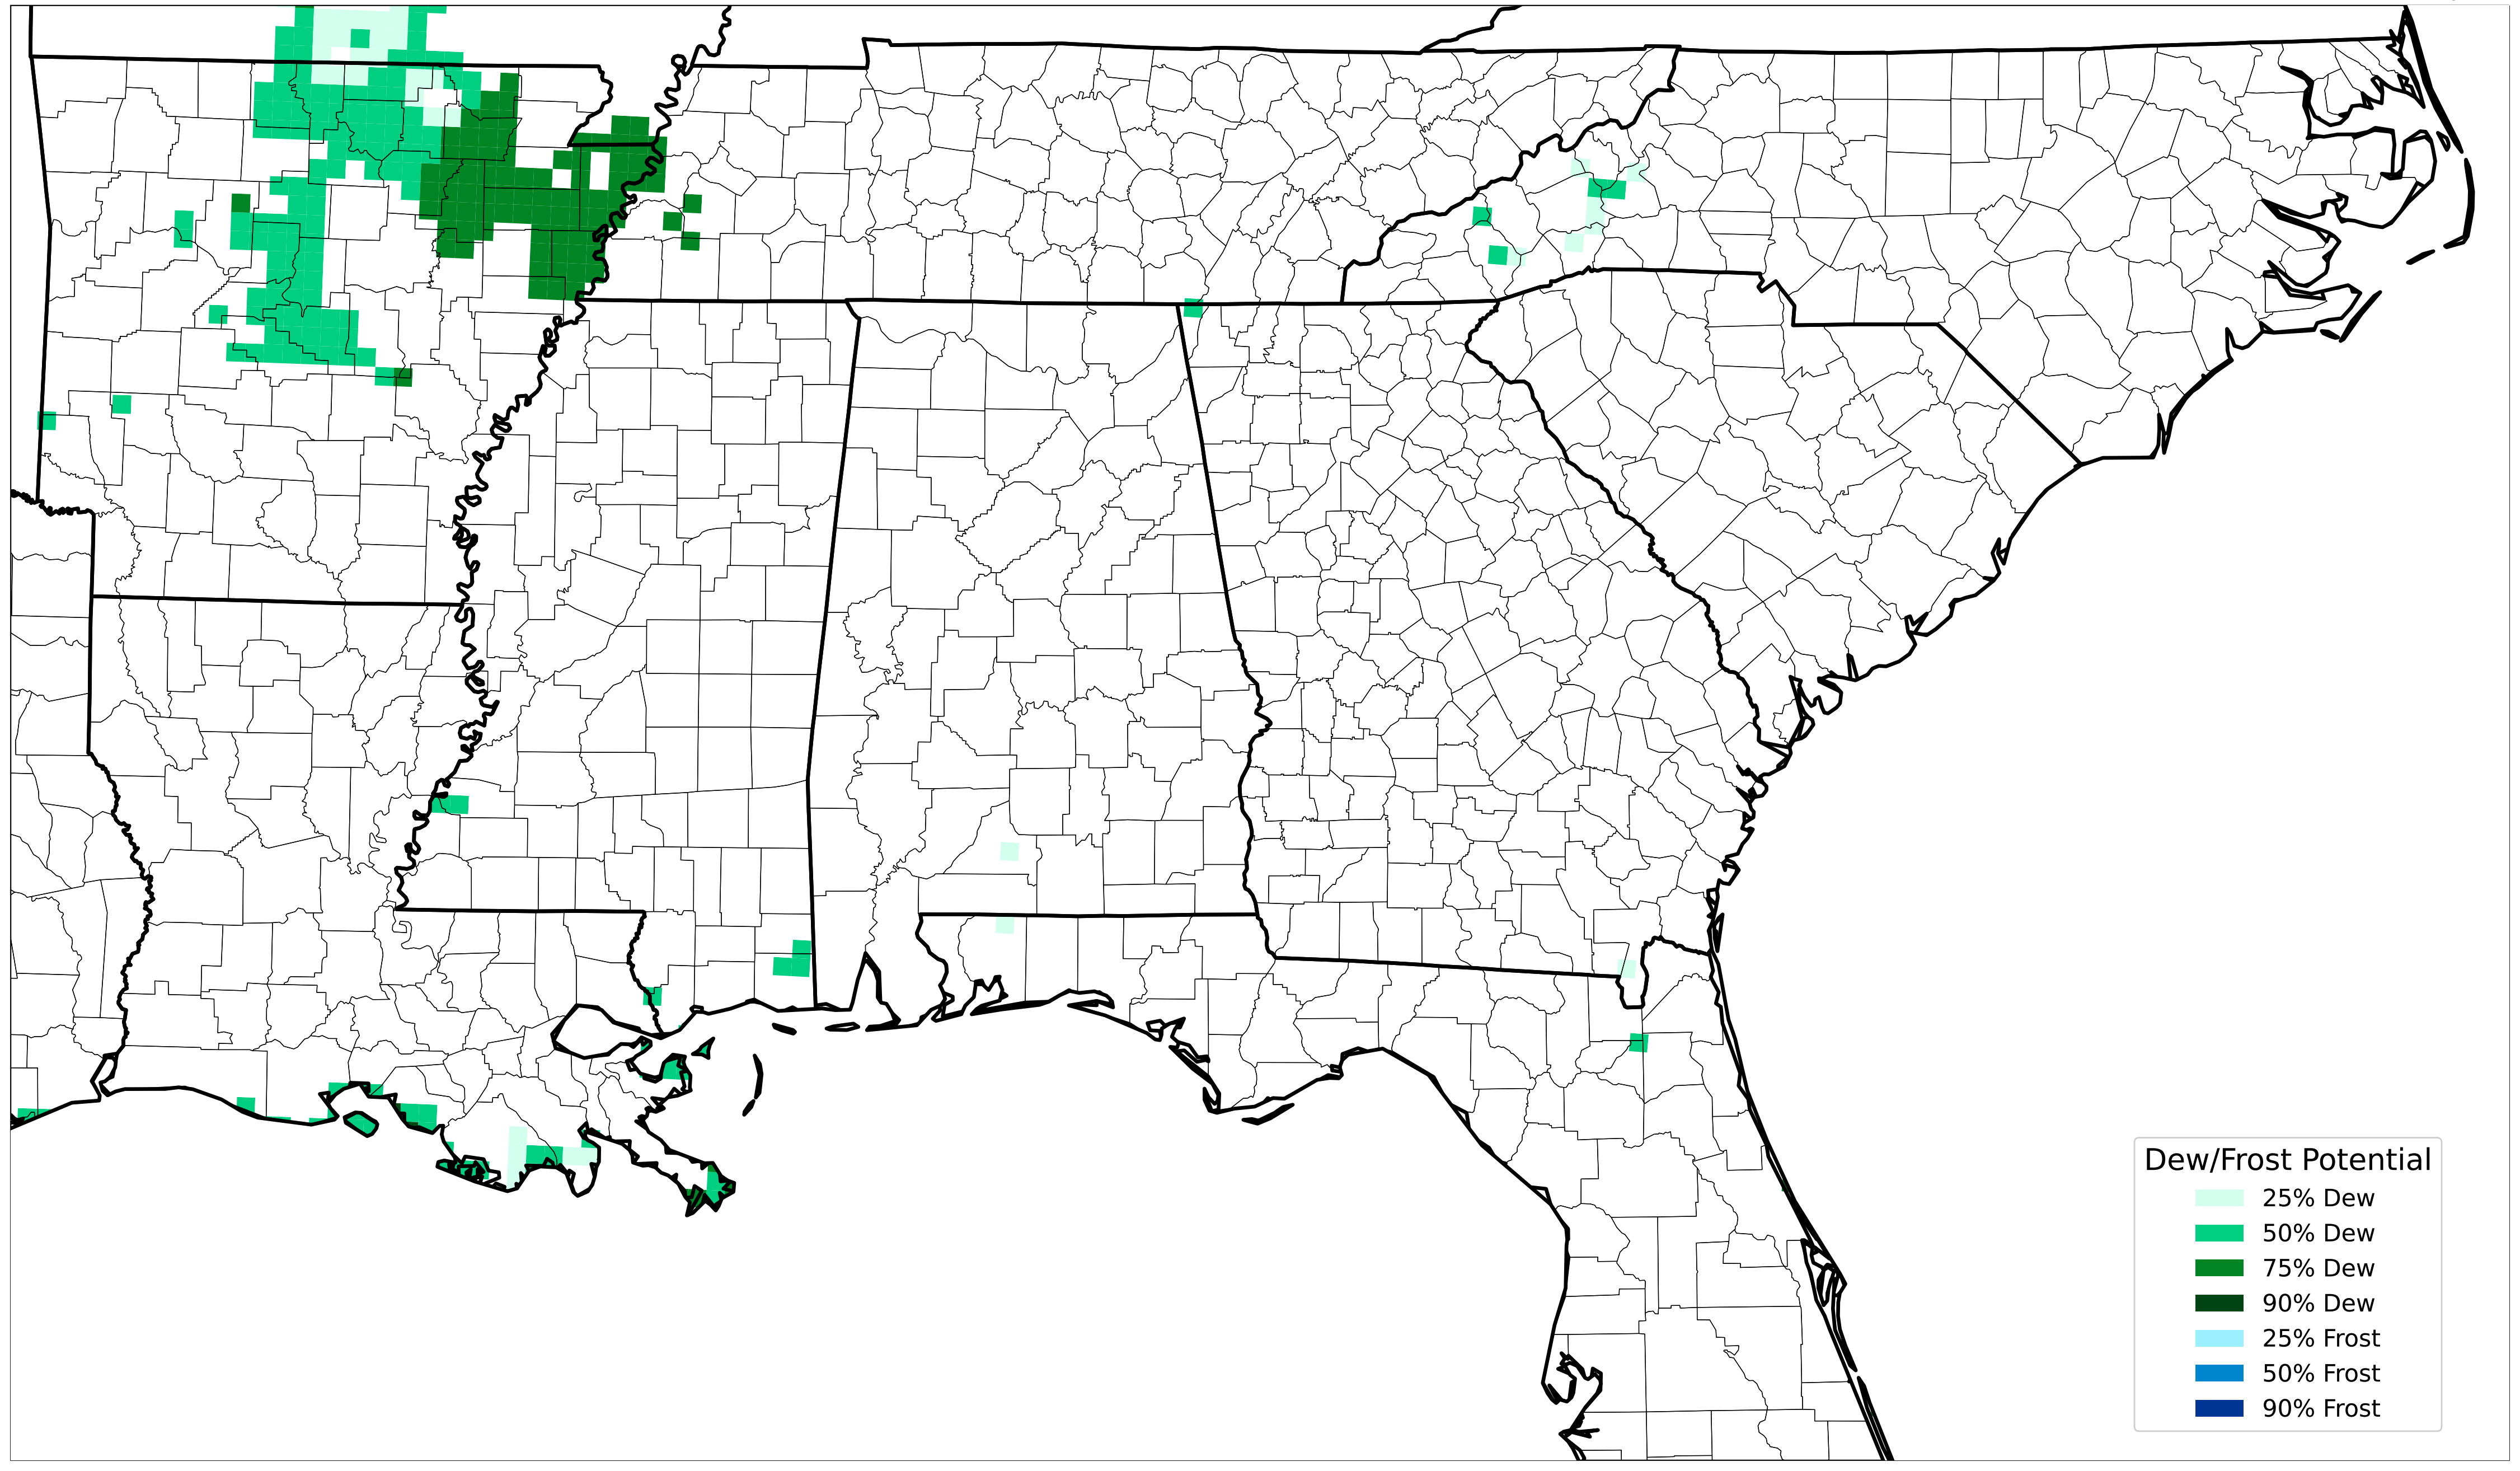 Dew/Frost Potential
25% Dew
50% Dew
75% Dew
90% Dew
25% Frost
50% Frost
90% Frost